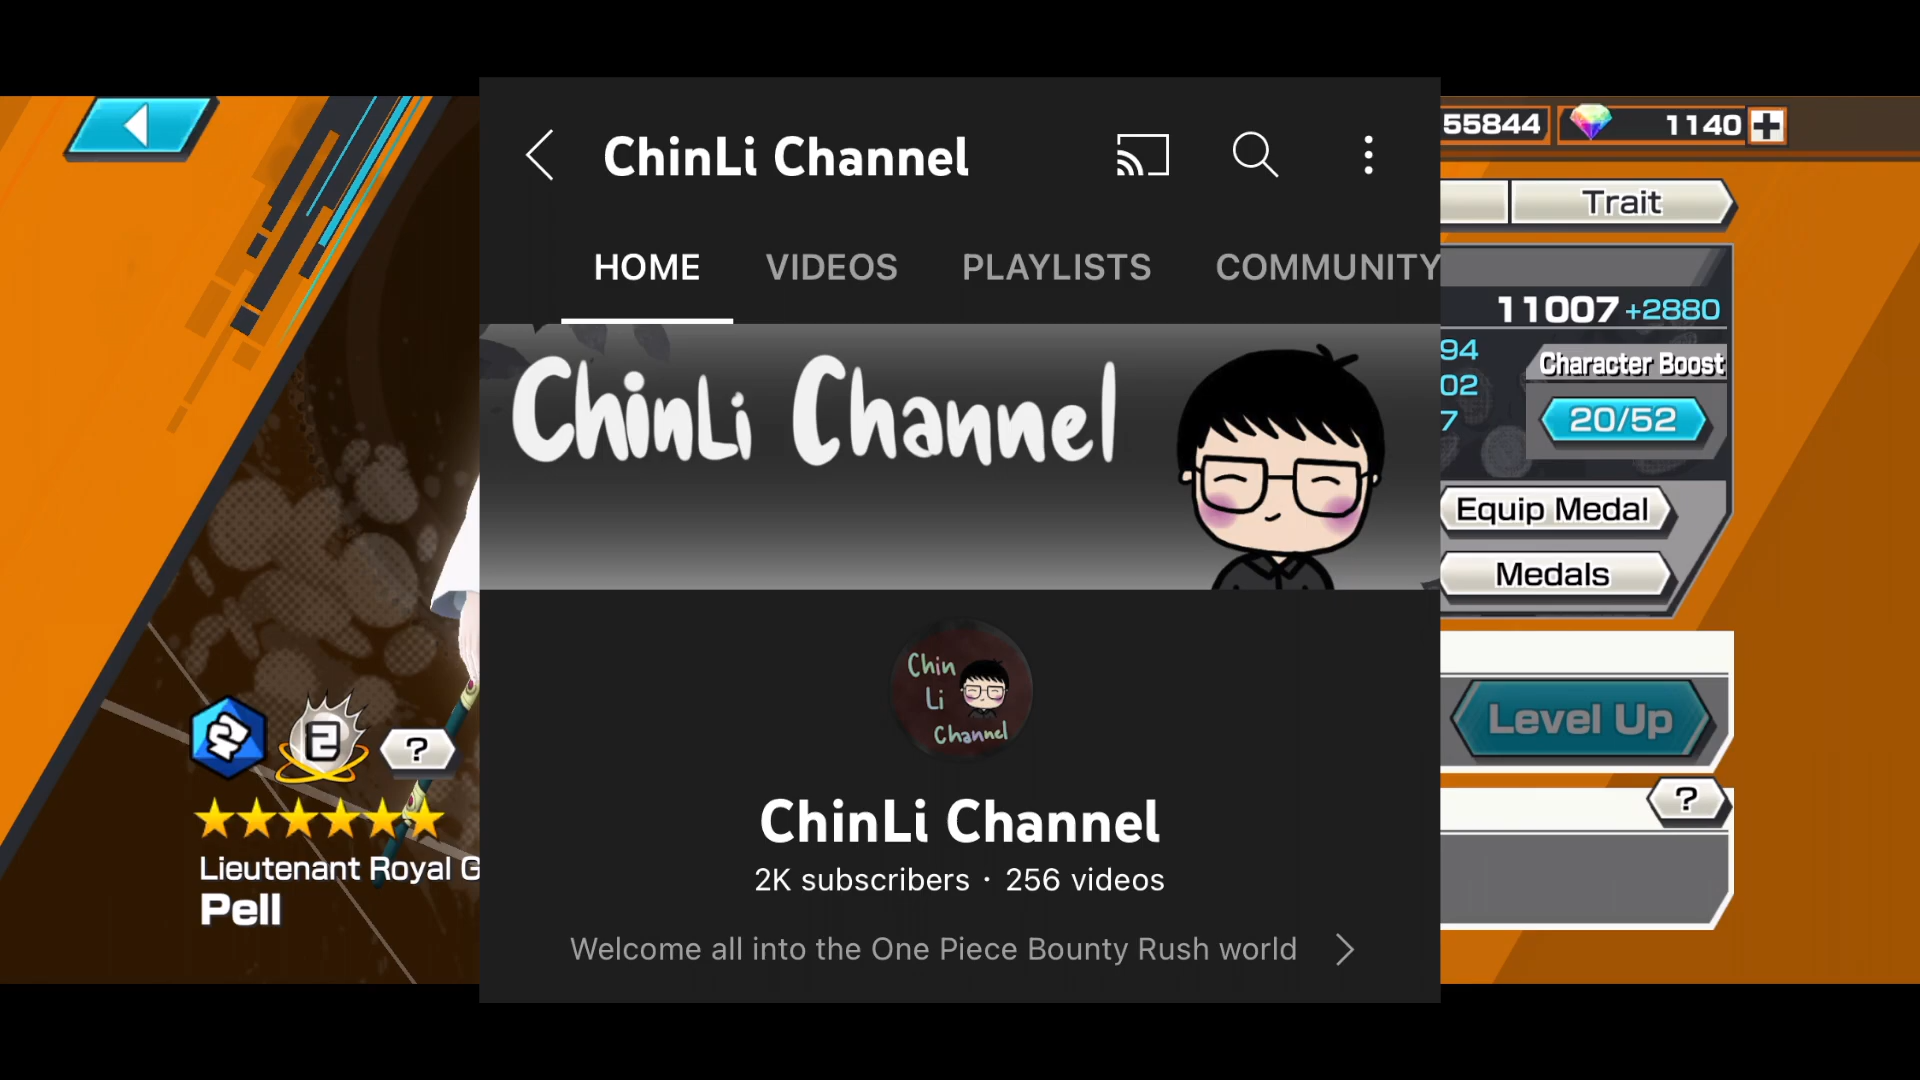 ChinLi Channel
HOME VIDEOS PLAYLISTS COMMUNITY
ChinLi Channel
Chin
Li
Channel
ChinLi Channel
2K subscribers · 256 videos
Welcome all into the One Piece Bounty Rush world
2
?
Lieutenant Royal G
Pell
55844
1140
Trait
11007 +2880
94
02
7
Character Boost
20/52
Equip Medal
Medals
Level Up
?